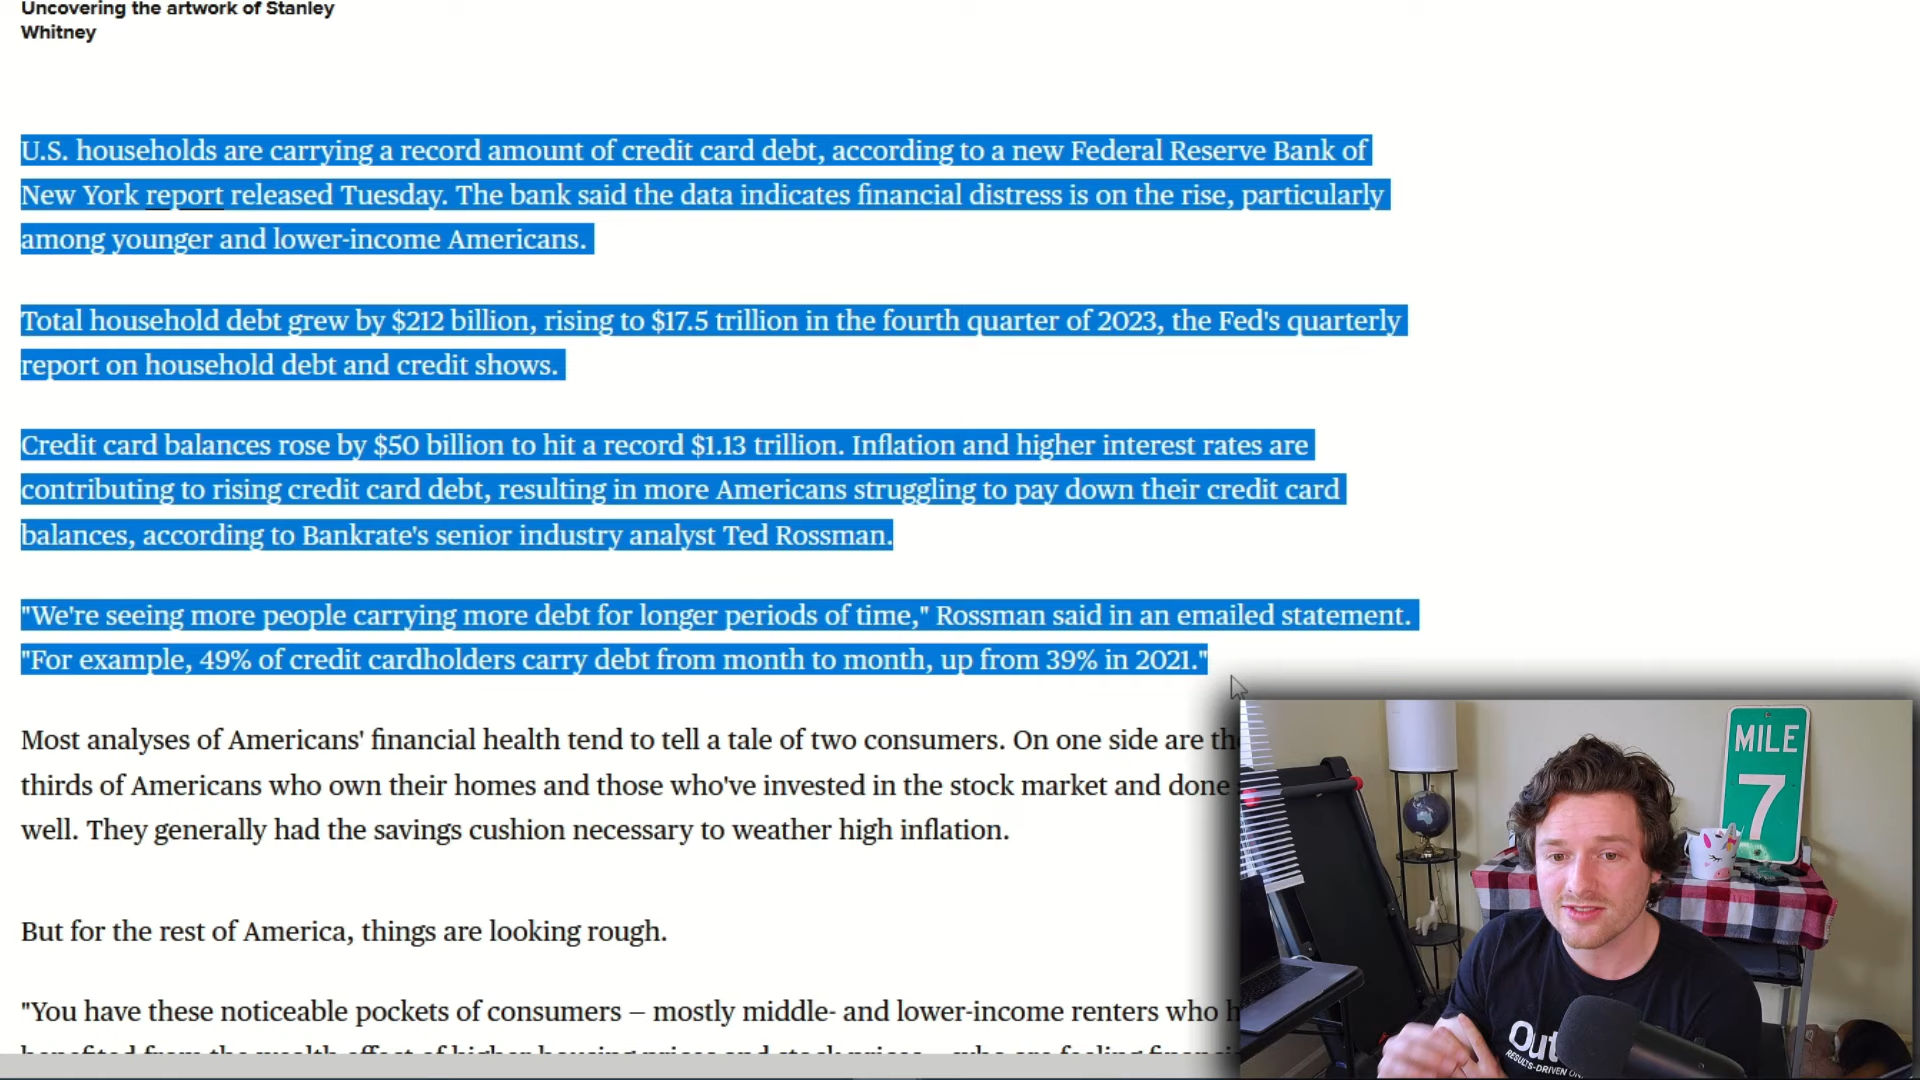 Uncovering the artwork of Stanley
Whitney
U.S. households are carrying a record amount of credit card debt, according to a new Federal Reserve Bank of
New York report released Tuesday. The bank said the data indicates financial distress is on the rise, particularly
among younger and lower-income Americans.
Total household debt grew by $212 billion, rising to $17.5 trillion in the fourth quarter of 2023, the Fed's quarterly
report on household debt and credit shows.
Credit card balances rose by $50 billion to hit a record $1.13 trillion. Inflation and higher interest rates are
contributing to rising credit card debt, resulting in more Americans struggling to pay down their credit card
balances, according to Bankrate's senior industry analyst Ted Rossman.
"We're seeing more people carrying more debt for longer periods of time," Rossman said in an emailed statement.
"For example, 49% of credit cardholders carry debt from month to month, up from 39% in 2021."
Most analyses of Americans' financial health tend to tell a tale of two consumers. On one side are
thirds of Americans who own their homes and those who've invested in the stock market and done
well. They generally had the savings cushion necessary to weather high inflation.
But for the rest of America, things are looking rough.
"You have these noticeable pockets of consumers – mostly middle- and lower-income renters who
MILE
7
RESULTS-DRIVEN